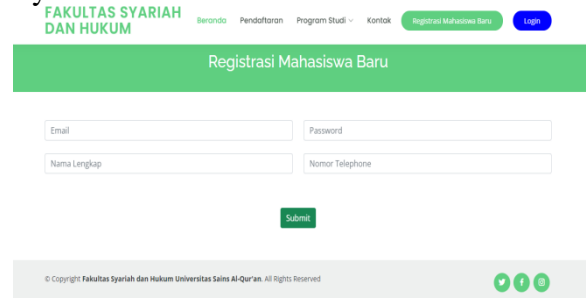 y
FAKULTAS SYARIAH
DAN HUKUM
Beranda Pendaftaran Program Studi Kontak Registrasi Mahasiswa Baru Login
Registrasi Mahasiswa Baru
Email Password
Nama Lengkap Nomor Telephone
Submit
© Copyright Fakultas Syariah dan Hukum Universitas Sains Al-Qur'an. All Rights Reserved